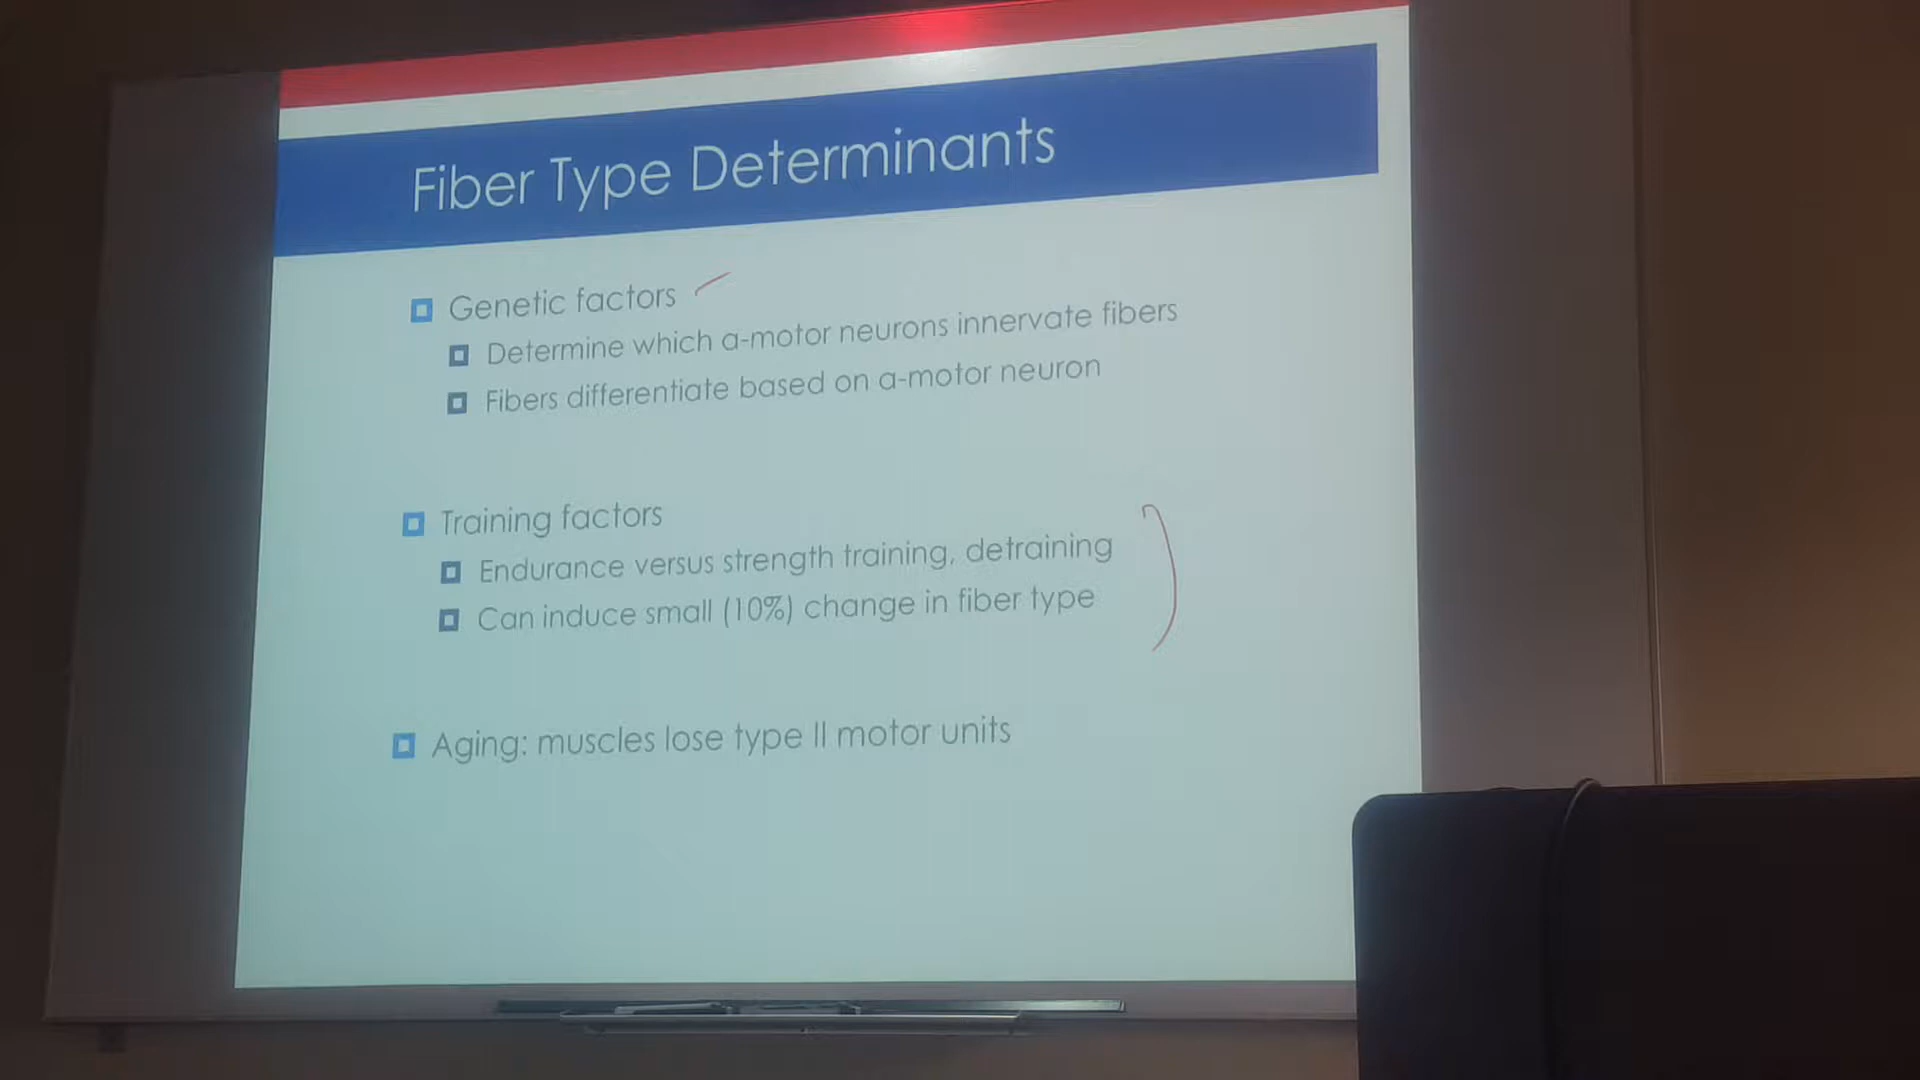 Fiber Type Determinants
Genetic factors
Determine which a-motor neurons innervate fibers
Fibers differentiate based on a-motor neuron
Training factors
Endurance versus strength training, detraining
Can induce small (10%) change in fiber type
Aging: muscles lose type II motor units